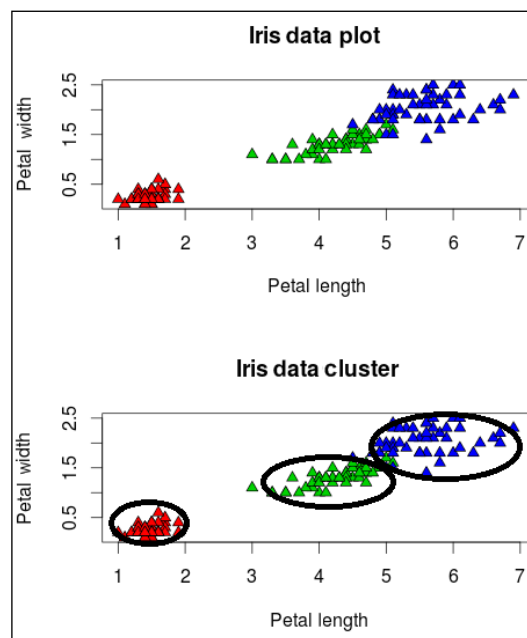 Iris data plot
Petal width
2.5
1.5
0.5
1 2 3 4 5 6 7
Petal length
Iris data cluster
Petal width
2.5
1.5
0.5
1 2 3 4 5 6 7
Petal length